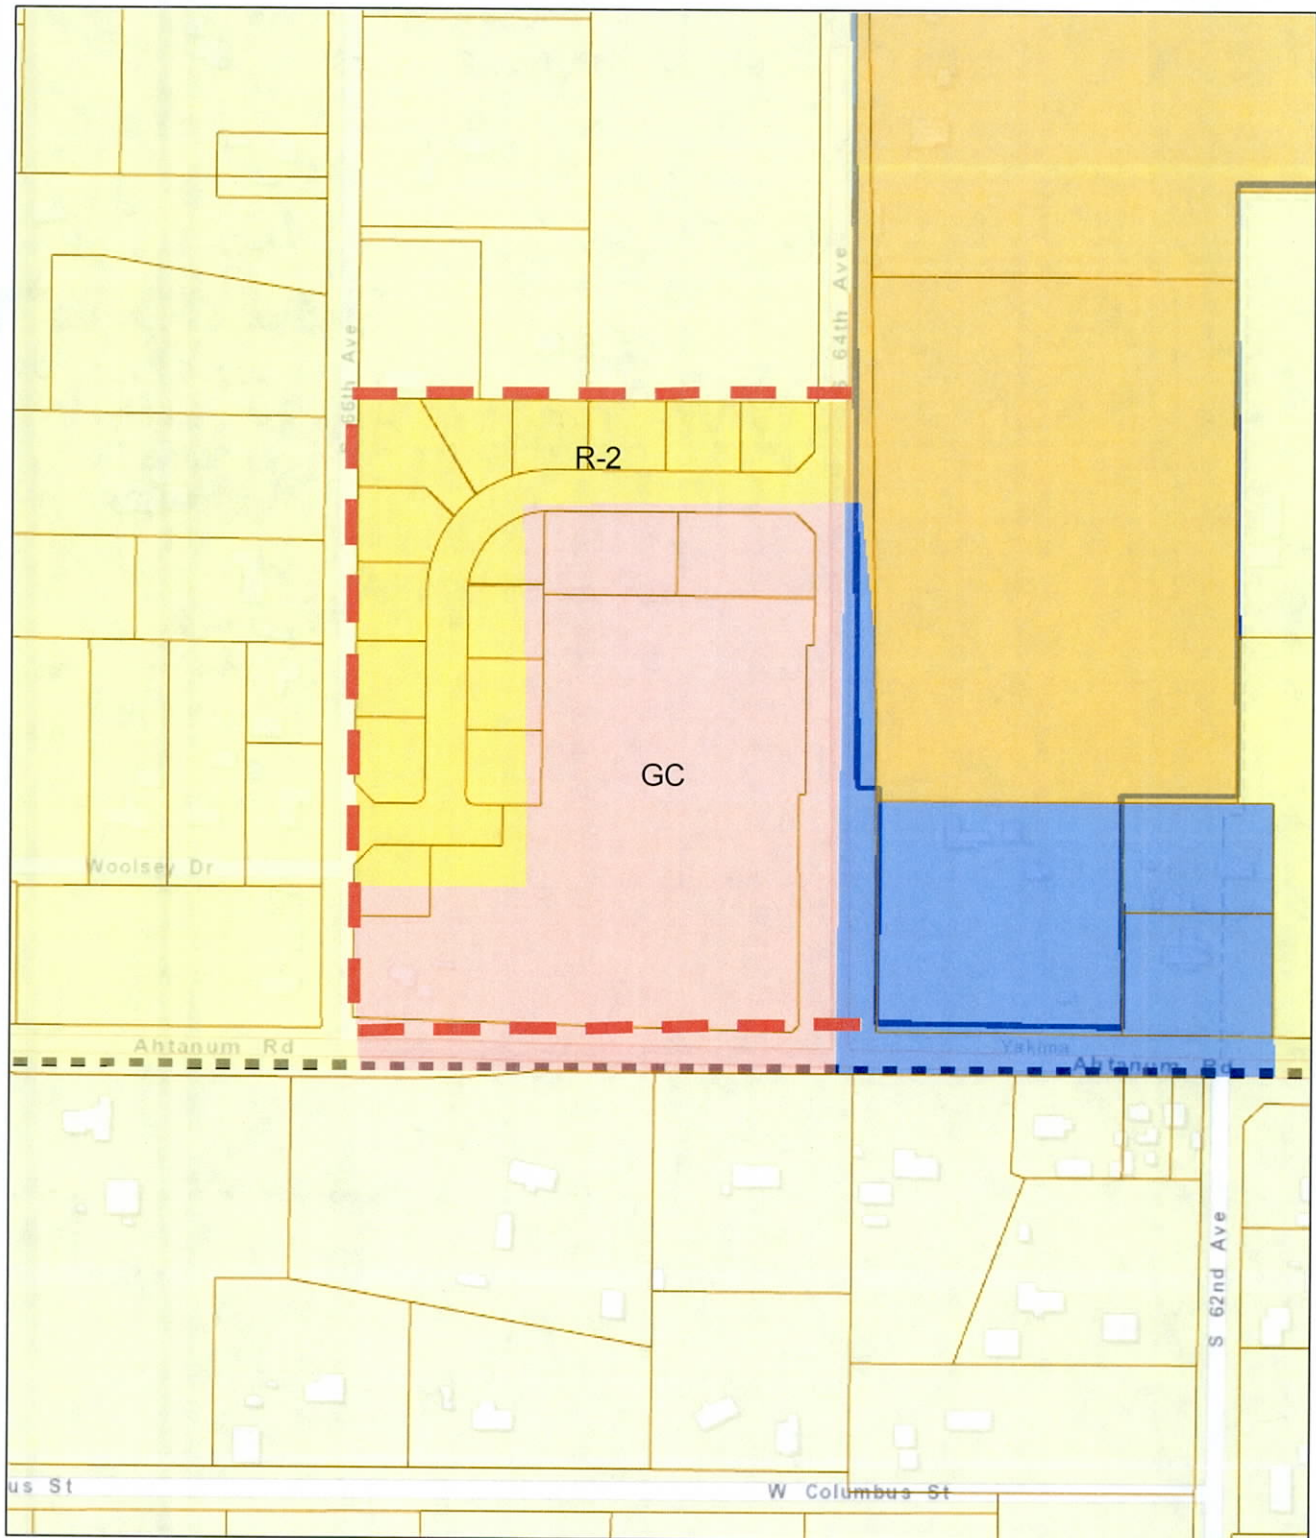 S 64th Ave
S 66th Ave
R-2
GC
Woolsey Dr
Ahtanum Rd
Yakima
Ahtanum Rd
S 62nd Ave
us St
W Columbus St